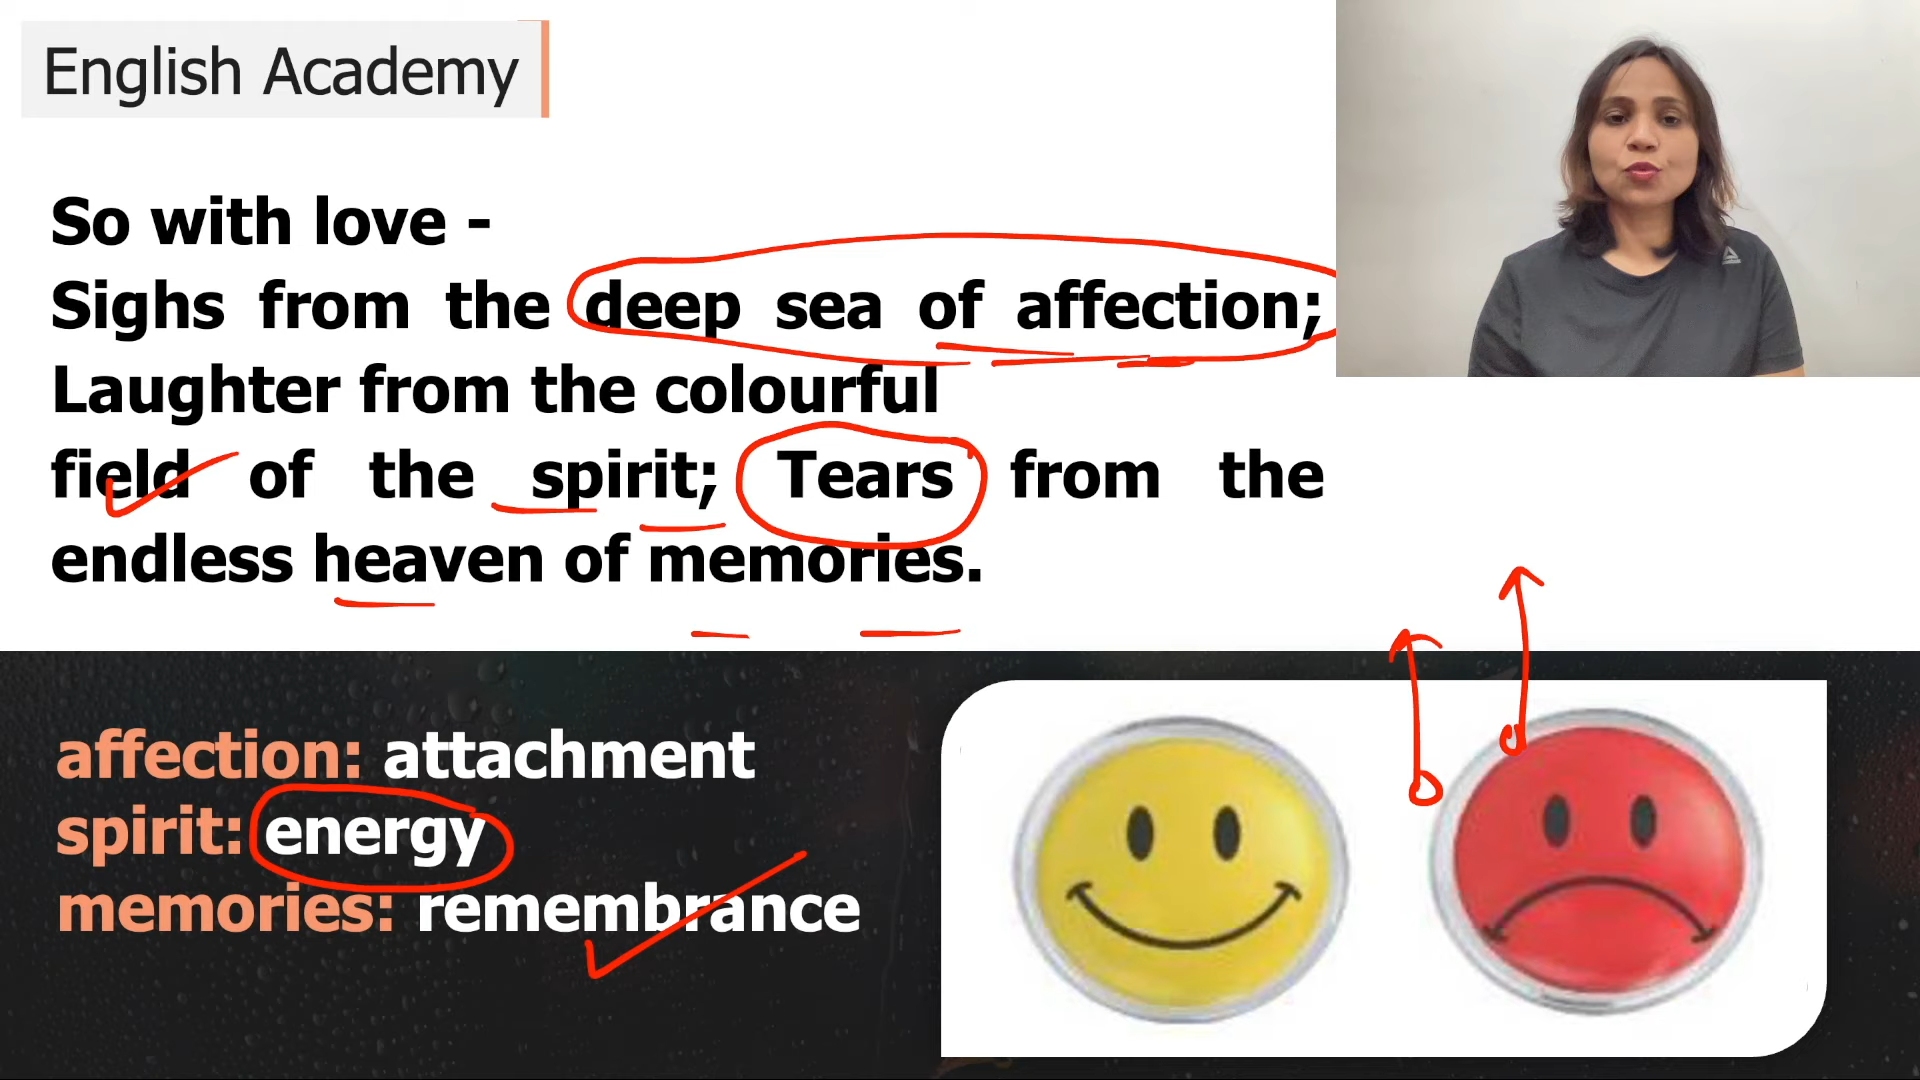 English Academy
So with love -
Sighs from the deep sea of affection;
Laughter from the colourful
field of the spirit; Tears from the
endless heaven of memories.
affection: attachment
spirit: energy
memories: remembrance